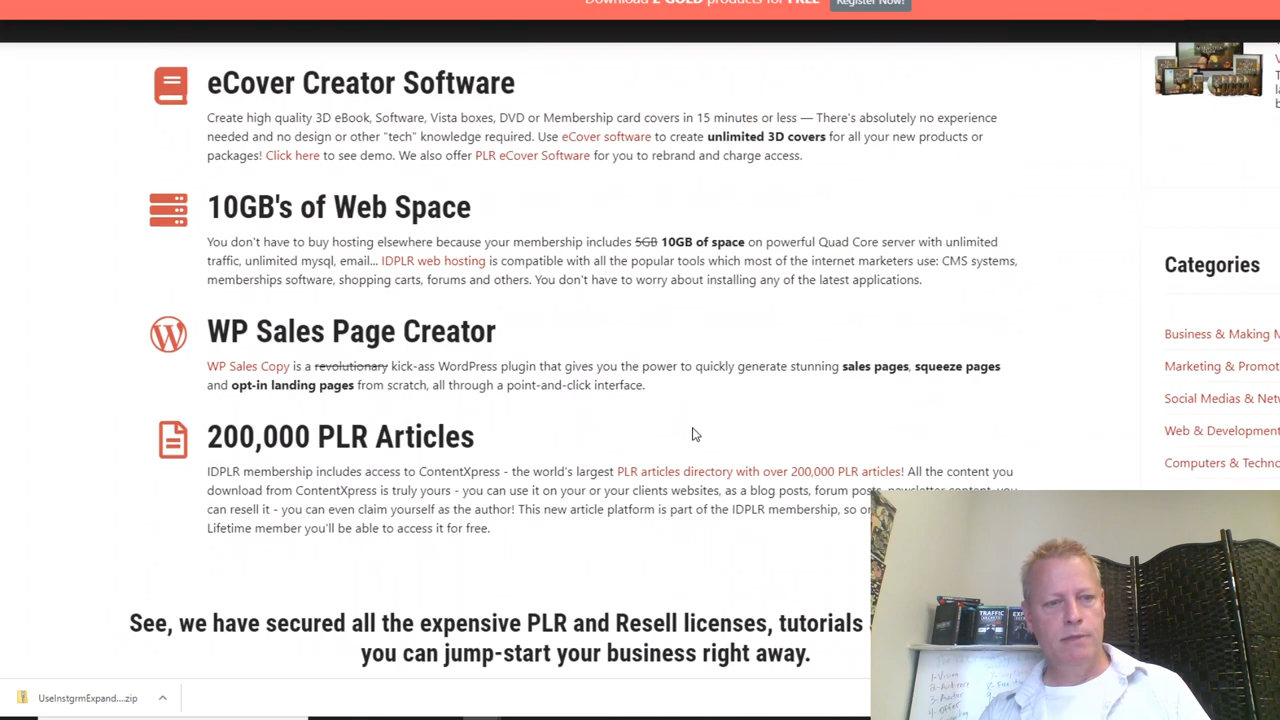 Download 2 GOLD products for FREE Register Now!
eCover Creator Software
Create high quality 3D eBook, Software, Vista boxes, DVD or Membership card covers in 15 minutes or less — There's absolutely no experience
needed and no design or other "tech" knowledge required. Use eCover software to create unlimited 3D covers for all your new products or
packages! Click here to see demo. We also offer PLR eCover Software for you to rebrand and charge access.
10GB's of Web Space
You don't have to buy hosting elsewhere because your membership includes 5GB 10GB of space on powerful Quad Core server with unlimited
traffic, unlimited mysql, email... IDPLR web hosting is compatible with all the popular tools which most of the internet marketers use: CMS systems,
memberships software, shopping carts, forums and others. You don't have to worry about installing any of the latest applications.
WP Sales Page Creator
WP Sales Copy is a revolutionary kick-ass WordPress plugin that gives you the power to quickly generate stunning sales pages, squeeze pages
and opt-in landing pages from scratch, all through a point-and-click interface.
200,000 PLR Articles
IDPLR membership includes access to ContentXpress - the world's largest PLR articles directory with over 200,000 PLR articles! All the content you
download from ContentXpress is truly yours - you can use it on your or your clients websites, as a blog posts, forum posts, newsletter content, you
can resell it - you can even claim yourself as the author! This new article platform is part of the IDPLR membership, so
Lifetime member you'll be able to access it for free.
See, we have secured all the expensive PLR and Resell licenses, tutorials
you can jump-start your business right away.
Categories
Business & Making M
Marketing & Promot
Social Medias & Net
Web & Development
Computers & Techno
UseInstgrmExpand....zip
TRAFFIC
SECRETS